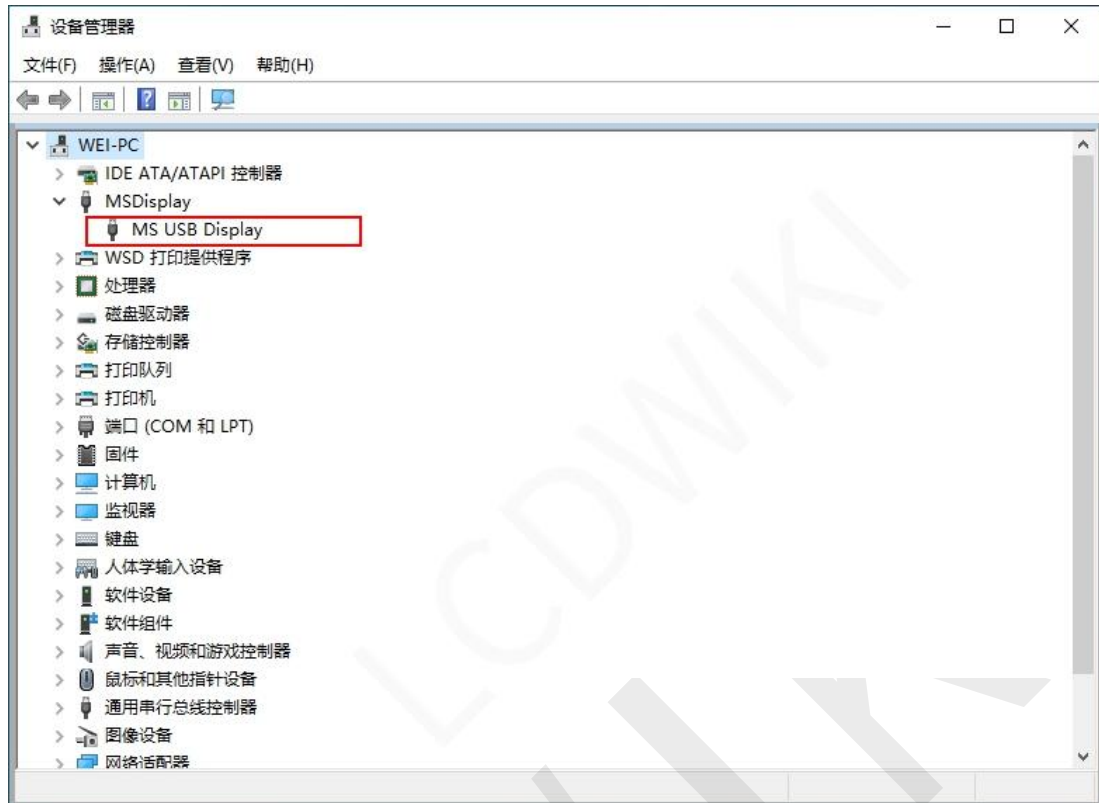 设备管理器
文件(F) 操作(A) 查看(V) 帮助(H)
WEI-PC
IDE ATA/ATAPI 控制器
MSDisplay
MS USB Display
WSD 打印提供程序
处理器
磁盘驱动器
存储控制器
打印队列
打印机
端口 (COM 和 LPT)
固件
计算机
监视器
键盘
人体学输入设备
软件设备
软件组件
声音、视频和游戏控制器
鼠标和其他指针设备
通用串行总线控制器
图像设备
网络适配器
LCDWIKI